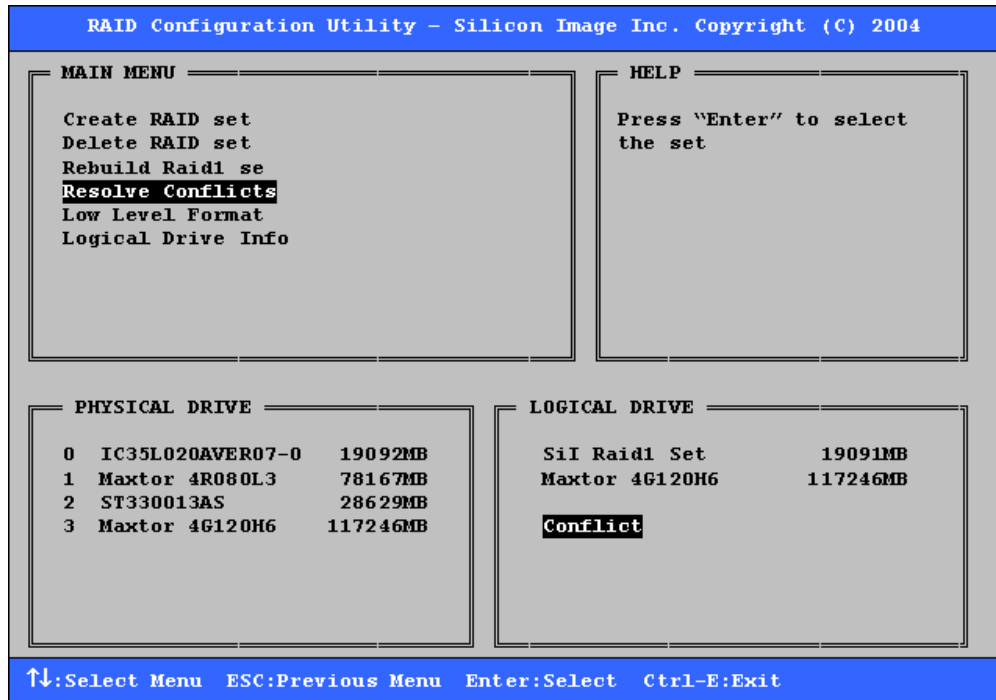 RAID Configuration Utility – Silicon Image Inc. Copyright (C) 2004
MAIN MENU
Create RAID set
Delete RAID set
Rebuild Raid1 se
Resolve Conflicts
Low Level Format
Logical Drive Info
HELP
Press “Enter” to select
the set
PHYSICAL DRIVE
0 IC35L020AVER07-0 19092MB
1 Maxtor 4R080L3 78167MB
2 ST330013AS 28629MB
3 Maxtor 4G120H6 117246MB
LOGICAL DRIVE
SiI Raid1 Set 19091MB
Maxtor 4G120H6 117246MB
Conflict
↑↓:Select Menu ESC:Previous Menu Enter:Select Ctrl-E:Exit